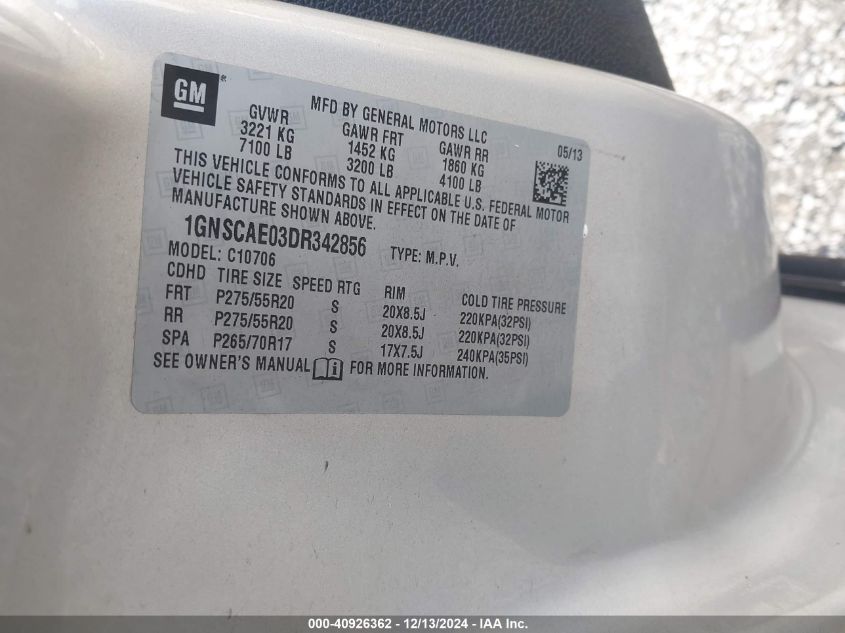 GM®
MFD BY GENERAL MOTORS LLC
05/13
GVWR GAWR FRT GAWR RR
3221 KG 1452 KG 1860 KG
7100 LB 3200 LB 4100 LB
THIS VEHICLE CONFORMS TO ALL APPLICABLE U.S. FEDERAL MOTOR
VEHICLE SAFETY STANDARDS IN EFFECT ON THE DATE OF
MANUFACTURE SHOWN ABOVE.
1GNSCAE03DR342856 TYPE: M.P.V.
MODEL: C10706
CDHD TIRE SIZE SPEED RTG RIM COLD TIRE PRESSURE
FRT P275/55R20 S 20X8.5J 220KPA(32PSI)
RR P275/55R20 S 20X8.5J 220KPA(32PSI)
SPA P265/70R17 S 17X7.5J 240KPA(35PSI)
SEE OWNER'S MANUAL FOR MORE INFORMATION.
000-40926362 - 12/13/2024 - IAA Inc.